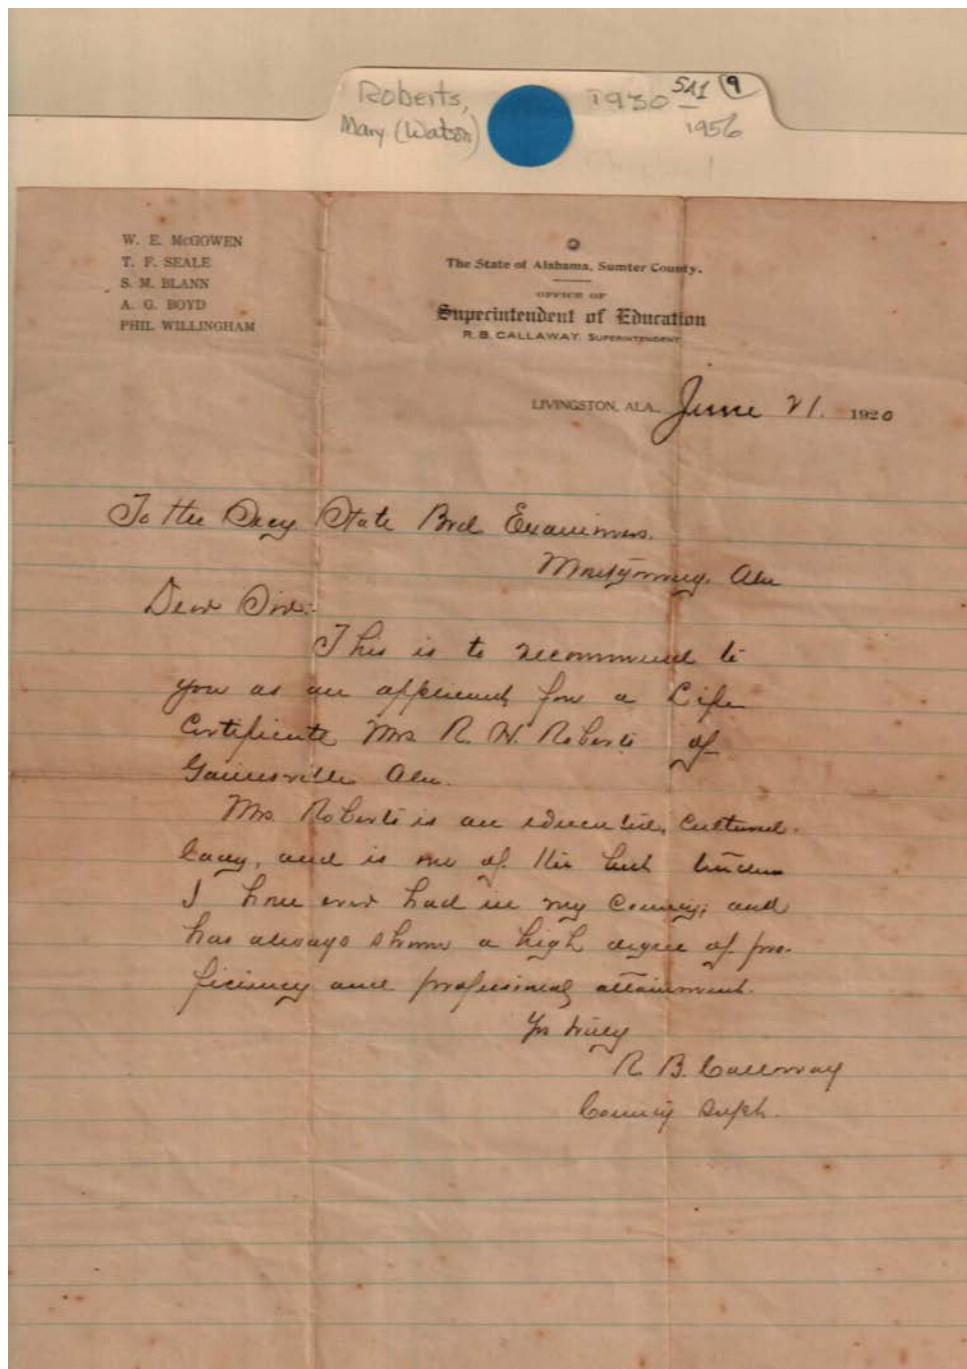 Roberts,
Mary (Watson)
1930 –
1956
9
W. E. McGOWEN
T. F. SEALE
S. M. BLANN
A. G. BOYD
PHIL WILLINGHAM
The State of Alabama, Sumter County.
OFFICE OF
Superintendent of Education
R. B. CALLAWAY, SUPERINTENDENT
LIVINGSTON, ALA., June 21. 1920
To the Secy State Brd Examiners.
Montgomery, Ala
Dear Sir:-
This is to recommend to
you as an applicant for a Life
Certificate Mrs R. W. Roberts of
Gainesville Ala.
Mrs. Roberts is an educated, cultured
lady, and is one of the best teachers
I have ever had in my County; and
has always shown a high degree of pro-
ficiency and professional attainment.
Yrs truly
R. B. Callaway
County Supt.